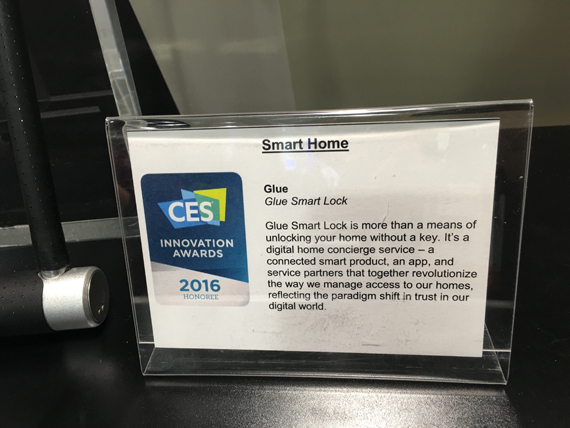 Smart Home
CES
INNOVATION
AWARDS
2016
HONOREE
Glue
Glue Smart Lock
Glue Smart Lock is more than a means of
unlocking your home without a key. It's a
digital home concierge service – a
connected smart product, an app, and
service partners that together revolutionize
the way we manage access to our homes,
reflecting the paradigm shift in trust in our
digital world.